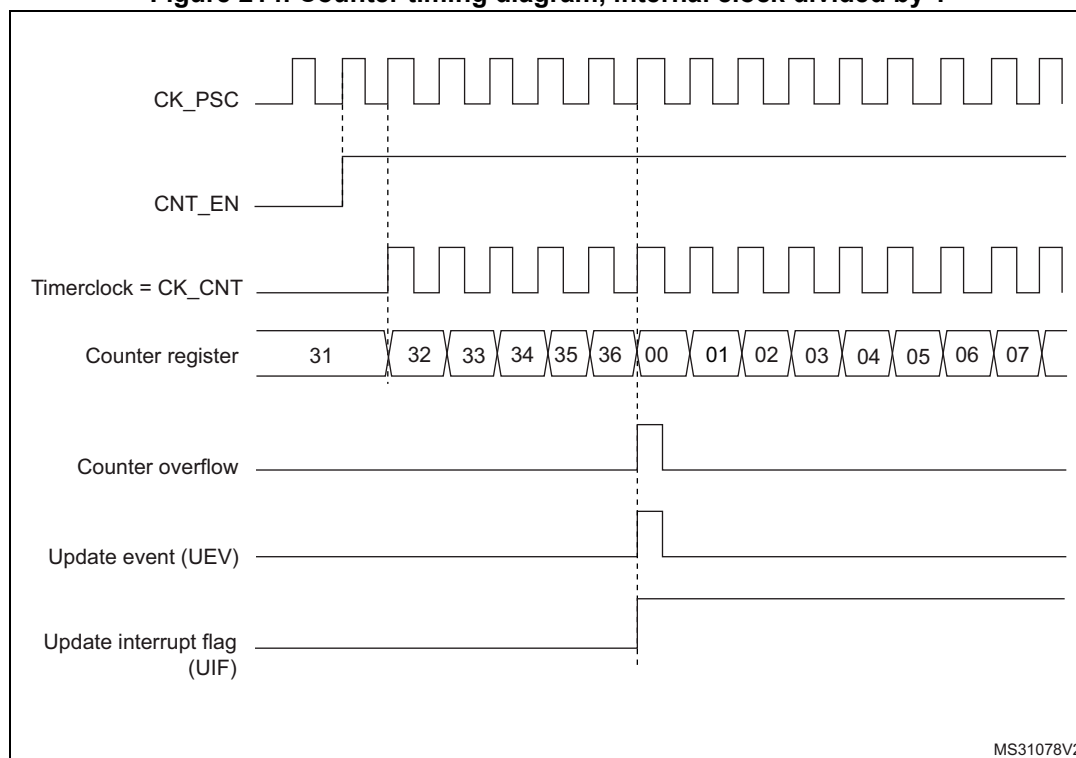 CK_PSC
CNT_EN
Timerclock = CK_CNT
Counter register
31 32 33 34 35 36 00 01 02 03 04 05 06 07
Counter overflow
Update event (UEV)
Update interrupt flag
(UIF)
MS31078V2